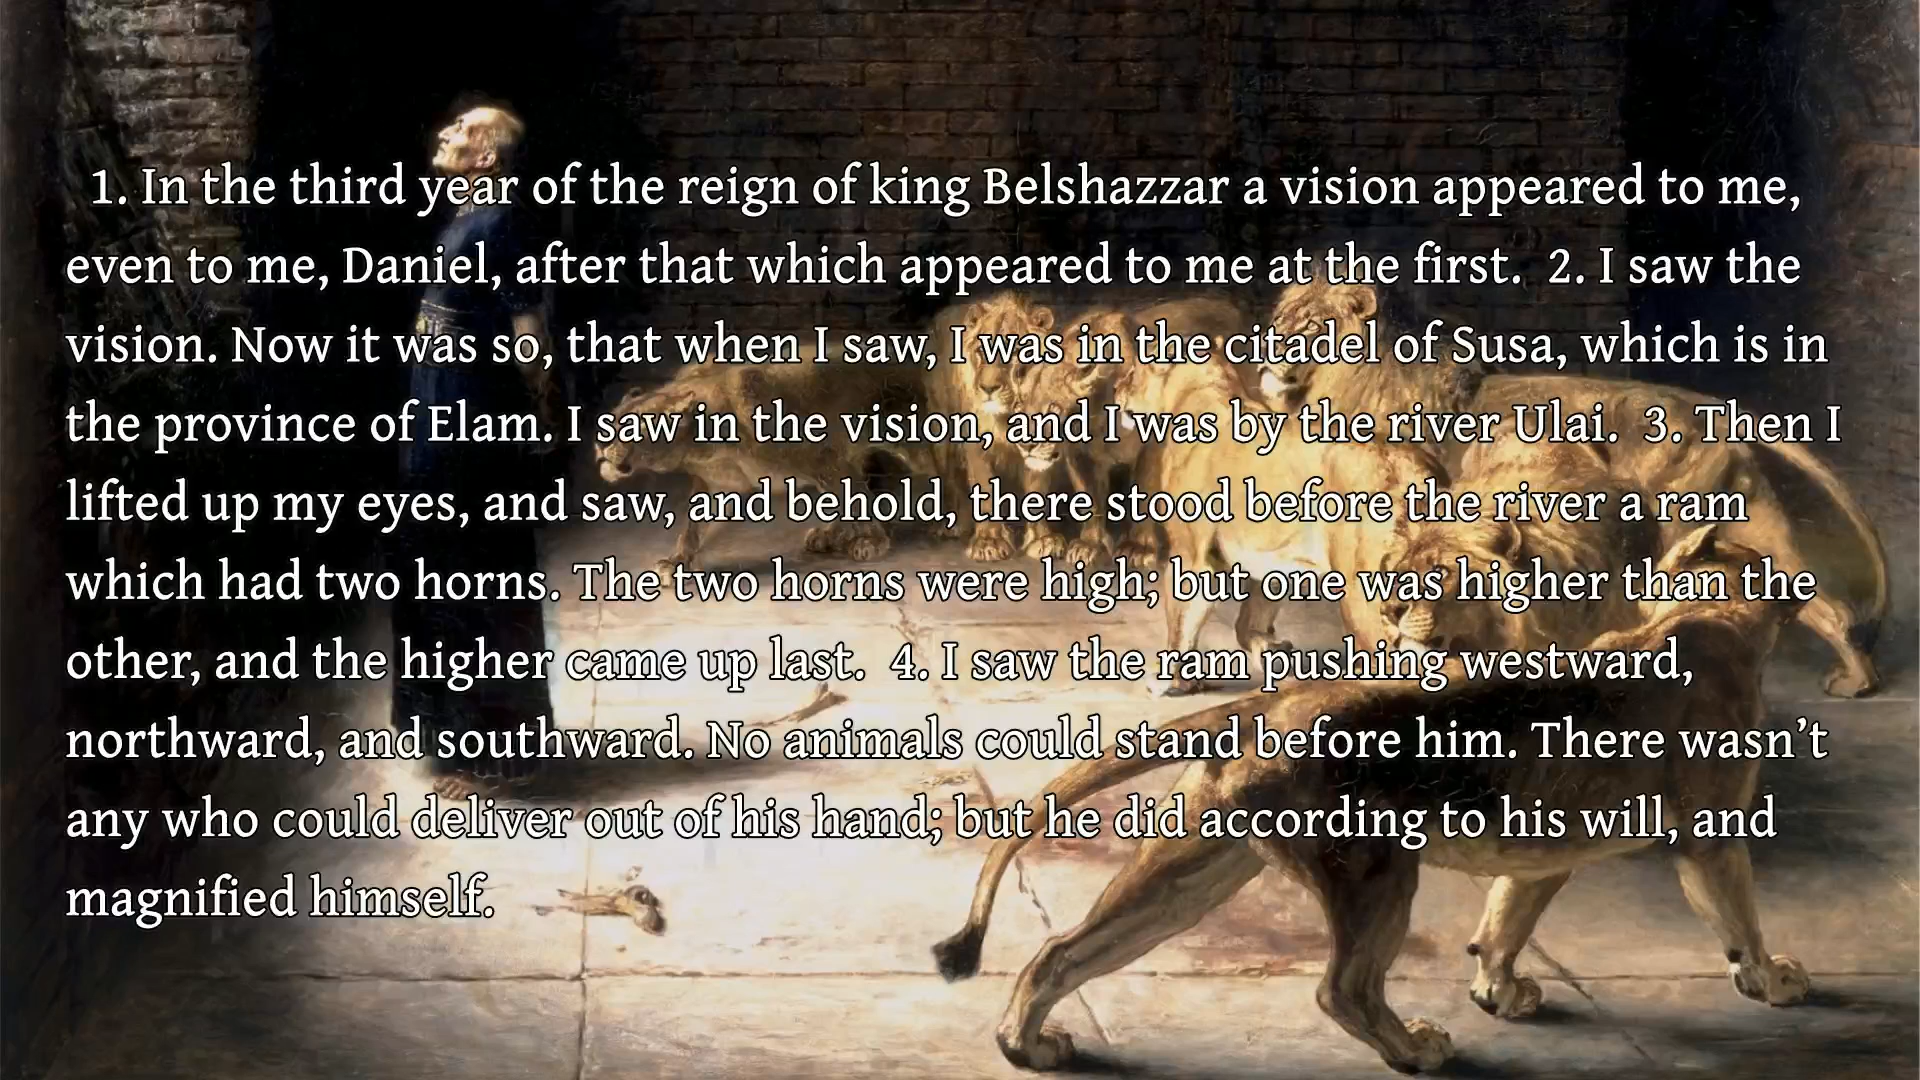 1. In the third year of the reign of king Belshazzar a vision appeared to me,
even to me, Daniel, after that which appeared to me at the first.  2. I saw the
vision. Now it was so, that when I saw, I was in the citadel of Susa, which is in
the province of Elam. I saw in the vision, and I was by the river Ulai.  3. Then I
lifted up my eyes, and saw, and behold, there stood before the river a ram
which had two horns. The two horns were high; but one was higher than the
other, and the higher came up last.  4. I saw the ram pushing westward,
northward, and southward. No animals could stand before him. There wasn’t
any who could deliver out of his hand; but he did according to his will, and
magnified himself.